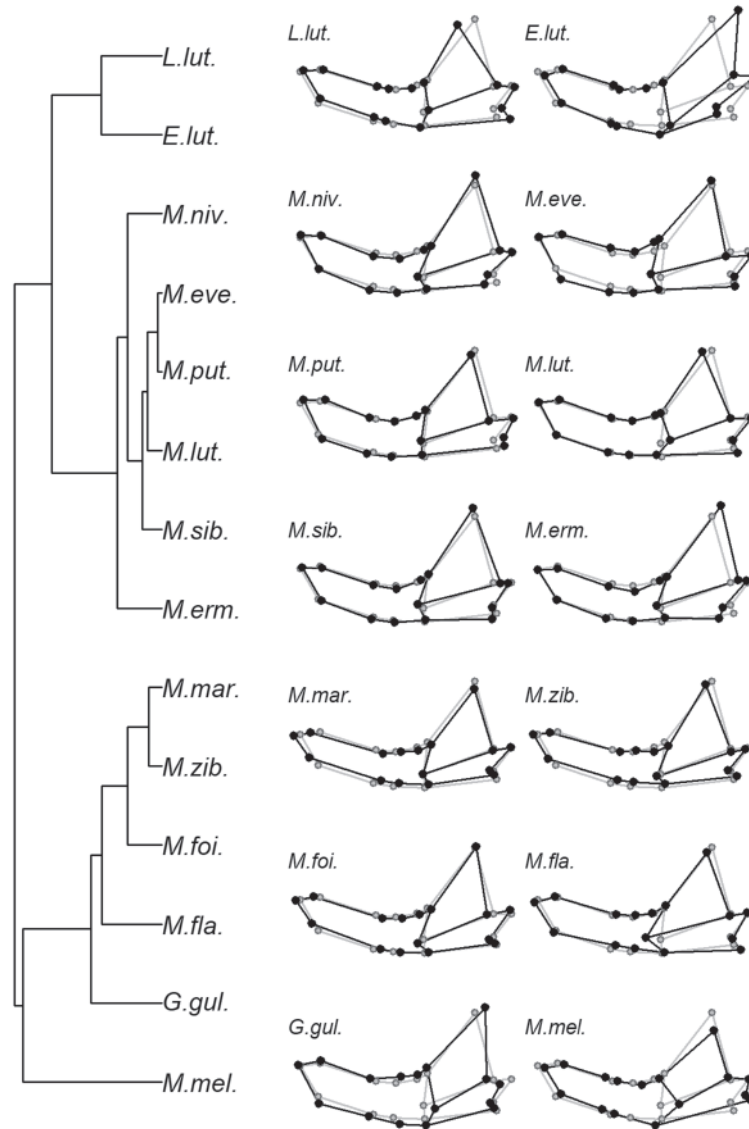 L.lut.
E.lut.
M.niv.
M.eve.
M.put.
M.lut.
M.sib.
M.erm.
M.mar.
M.zib.
M.foi.
M.fla.
G.gul.
M.mel.
L.lut. E.lut.
M.niv. M.eve.
M.put. M.lut.
M.sib. M.erm.
M.mar. M.zib.
M.foi. M.fla.
G.gul. M.mel.